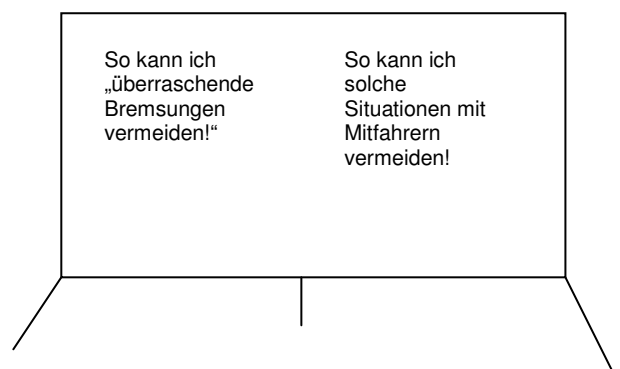 So kann ich
„überraschende
Bremsungen
vermeiden!“
So kann ich
solche
Situationen mit
Mitfahrern
vermeiden!